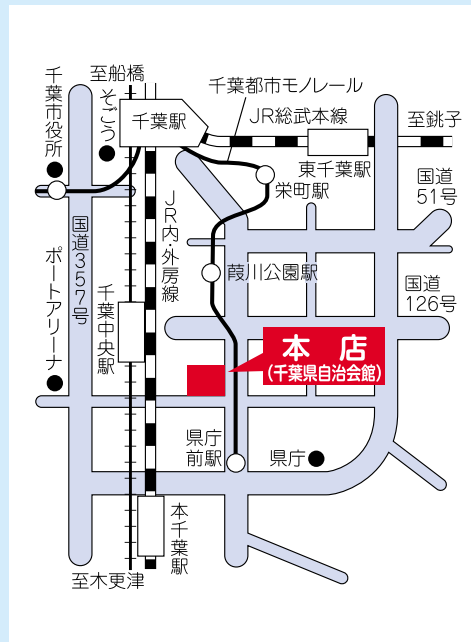 至船橋
千葉都市モノレール
千葉市役所
そごう
千葉駅
JR総武本線
至銚子
東千葉駅
栄町駅
国道
51号
JR内・外房線
国道357号
ポートアリーナ
葭川公園駅
千葉中央駅
国道
126号
本店
(千葉県自治会館)
県庁
前駅
県庁
本千葉駅
至木更津